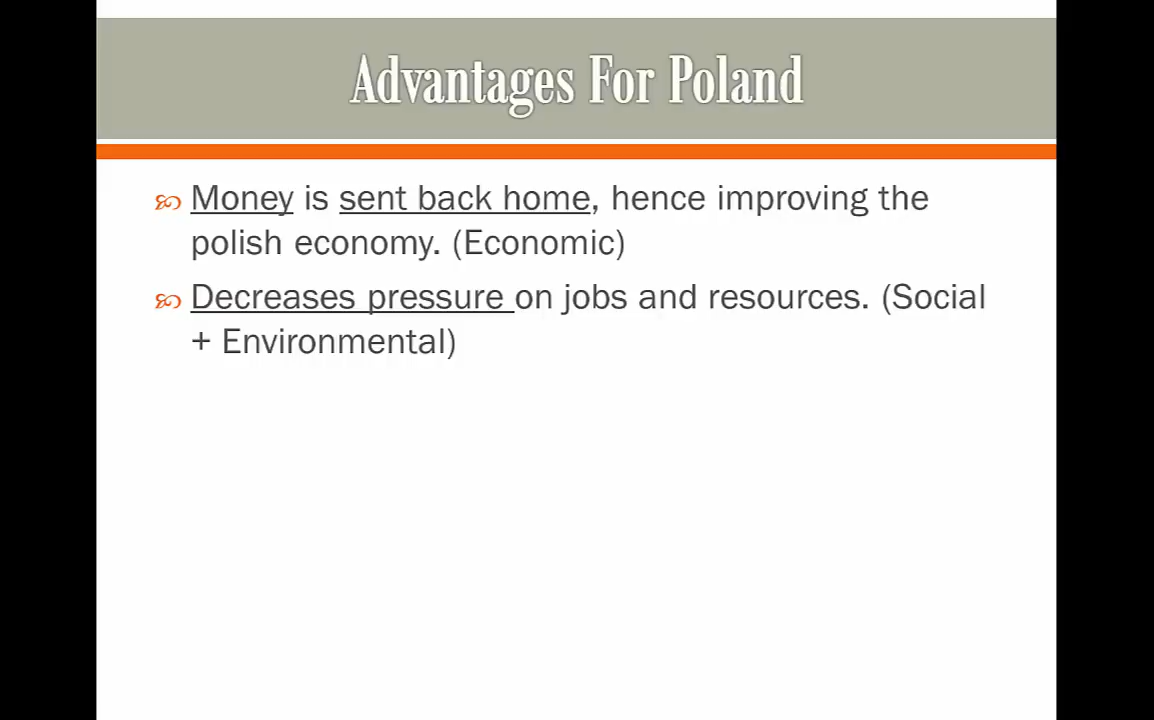 Advantages For Poland
Money is sent back home, hence improving the
polish economy. (Economic)
Decreases pressure on jobs and resources. (Social
+ Environmental)